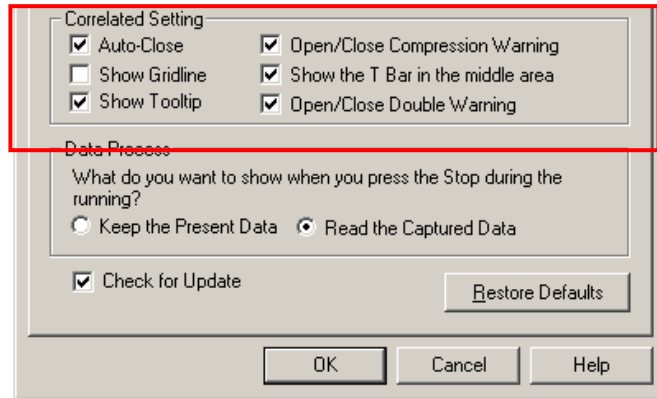 Correlated Setting
Auto-Close Open/Close Compression Warning
Show Gridline Show the T Bar in the middle area
Show Tooltip Open/Close Double Warning
Data Process
What do you want to show when you press the Stop during the
running?
Keep the Present Data Read the Captured Data
Check for Update
Restore Defaults
OK Cancel Help